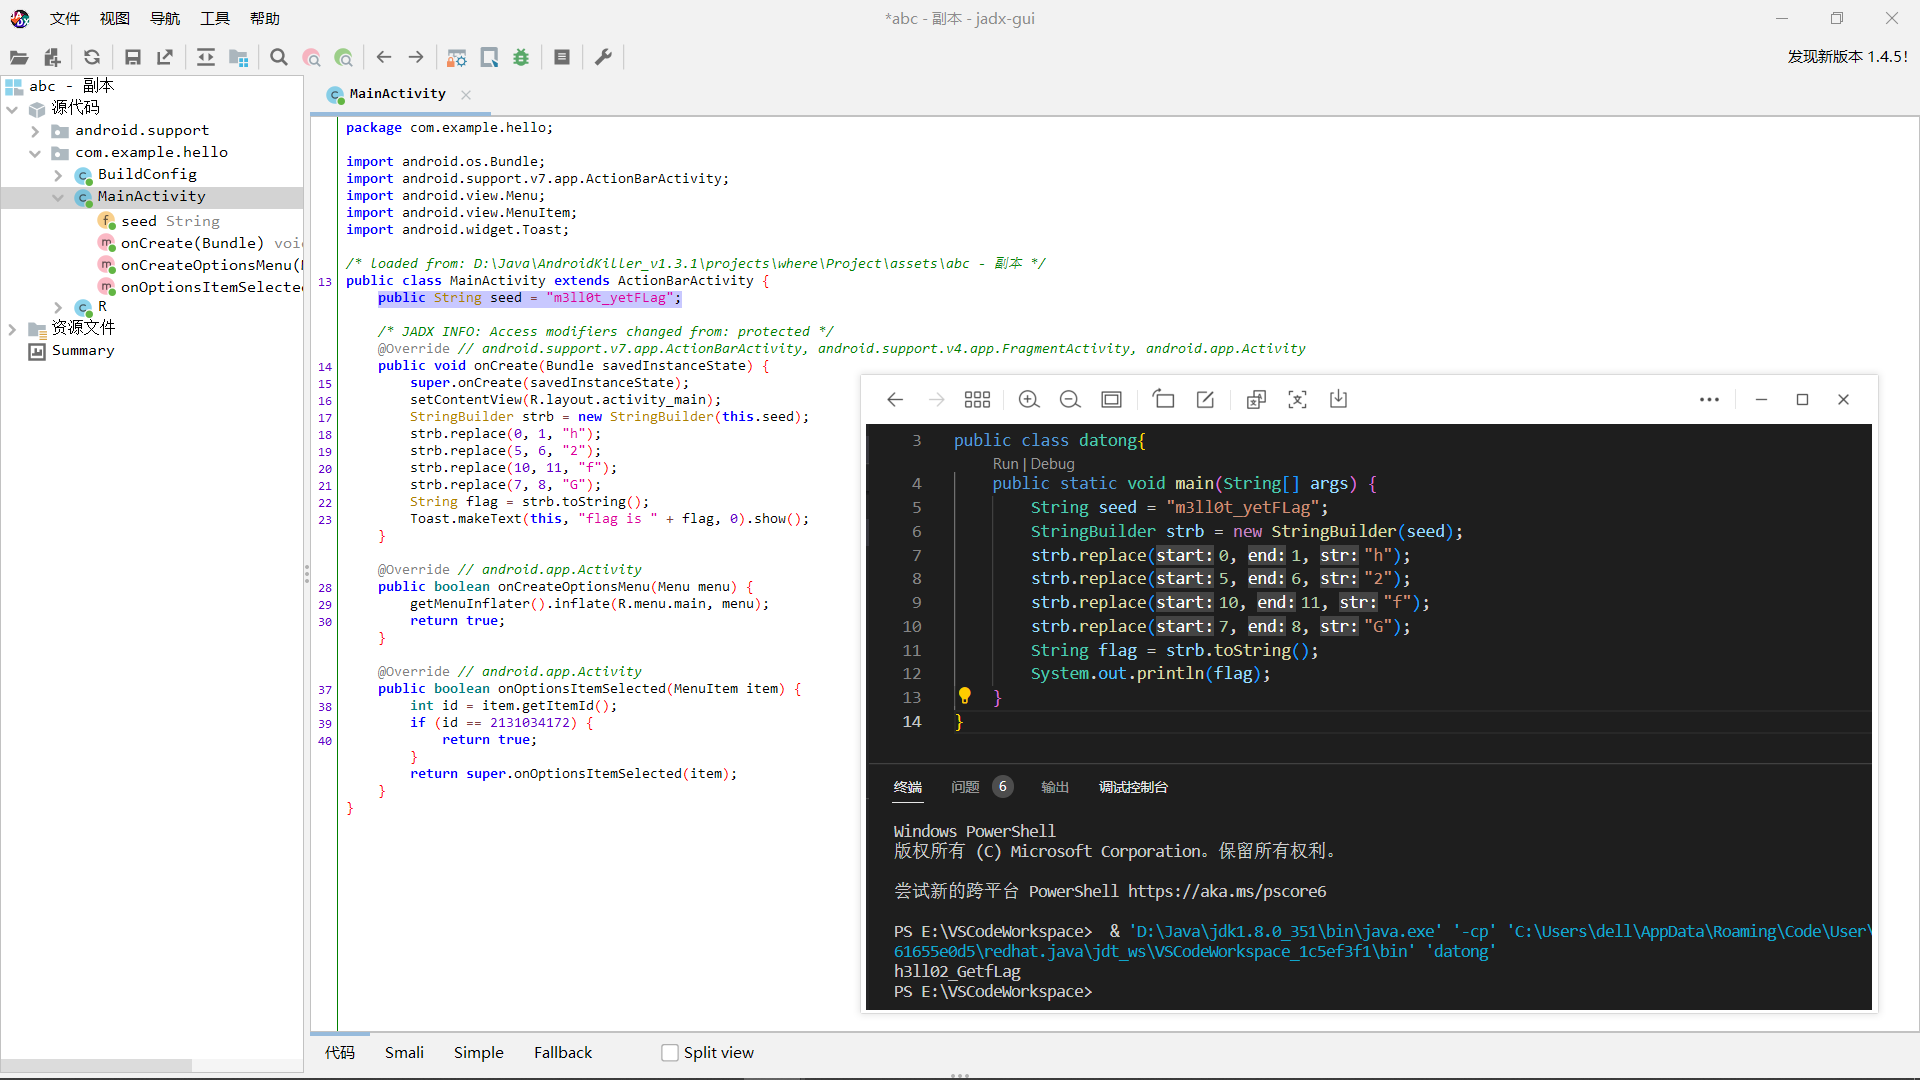 文件 视图 导航 工具 帮助
*abc - 副本 - jadx-gui
发现新版本 1.4.5!
abc - 副本
源代码
android.support
com.example.hello
BuildConfig
MainActivity
seed String
onCreate(Bundle) voi
onCreateOptionsMenu(
onOptionsItemSelecte
R
资源文件
Summary
MainActivity
package com.example.hello;
import android.os.Bundle;
import android.support.v7.app.ActionBarActivity;
import android.view.Menu;
import android.view.MenuItem;
import android.widget.Toast;
/* loaded from: D:\Java\AndroidKiller_v1.3.1\projects\where\Project\assets\abc - 副本 */
13 public class MainActivity extends ActionBarActivity {
public String seed = "m3ll0t_yetFLag";
/* JADX INFO: Access modifiers changed from: protected */
@Override // android.support.v7.app.ActionBarActivity, android.support.v4.app.FragmentActivity, android.app.Activity
14 public void onCreate(Bundle savedInstanceState) {
15 super.onCreate(savedInstanceState);
16 setContentView(R.layout.activity_main);
17 StringBuilder strb = new StringBuilder(this.seed);
18 strb.replace(0, 1, "h");
19 strb.replace(5, 6, "2");
20 strb.replace(10, 11, "f");
21 strb.replace(7, 8, "G");
22 String flag = strb.toString();
23 Toast.makeText(this, "flag is " + flag, 0).show();
}
@Override // android.app.Activity
28 public boolean onCreateOptionsMenu(Menu menu) {
29 getMenuInflater().inflate(R.menu.main, menu);
30 return true;
}
@Override // android.app.Activity
37 public boolean onOptionsItemSelected(MenuItem item) {
38 int id = item.getItemId();
39 if (id == 2131034172) {
40 return true;
}
return super.onOptionsItemSelected(item);
}
}
3 public class datong{
Run | Debug
4 public static void main(String[] args) {
5 String seed = "m3ll0t_yetFLag";
6 StringBuilder strb = new StringBuilder(seed);
7 strb.replace(start: 0, end: 1, str: "h");
8 strb.replace(start: 5, end: 6, str: "2");
9 strb.replace(start: 10, end: 11, str: "f");
10 strb.replace(start: 7, end: 8, str: "G");
11 String flag = strb.toString();
12 System.out.println(flag);
13 }
14 }
终端 问题 6 输出 调试控制台
Windows PowerShell
版权所有 (C) Microsoft Corporation。保留所有权利。
尝试新的跨平台 PowerShell https://aka.ms/pscore6
PS E:\VSCodeWorkspace> & 'D:\Java\jdk1.8.0_351\bin\java.exe' '-cp' 'C:\Users\dell\AppData\Roaming\Code\User\
61655e0d5\redhat.java\jdt_ws\VSCodeWorkspace_1c5ef3f1\bin' 'datong'
h3ll02_GetfLag
PS E:\VSCodeWorkspace>
代码 Smali Simple Fallback Split view